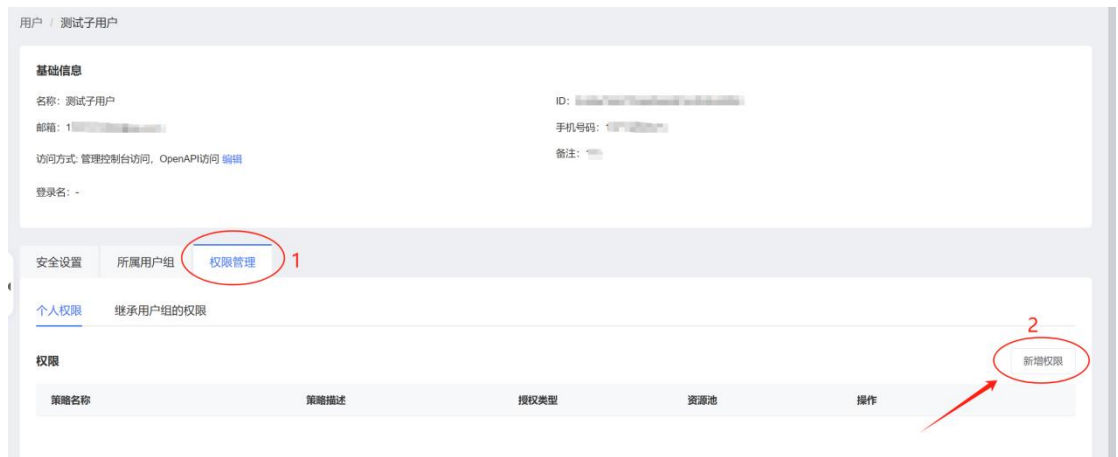 用户 / 测试子用户
基础信息
名称：测试子用户
ID：
邮箱：1
手机号码：1
访问方式: 管理控制台访问，OpenAPI访问 编辑
备注：
登录名：-
安全设置 所属用户组 权限管理 1
个人权限 继承用户组的权限
2
权限 新增权限
策略名称 策略描述 授权类型 资源池 操作